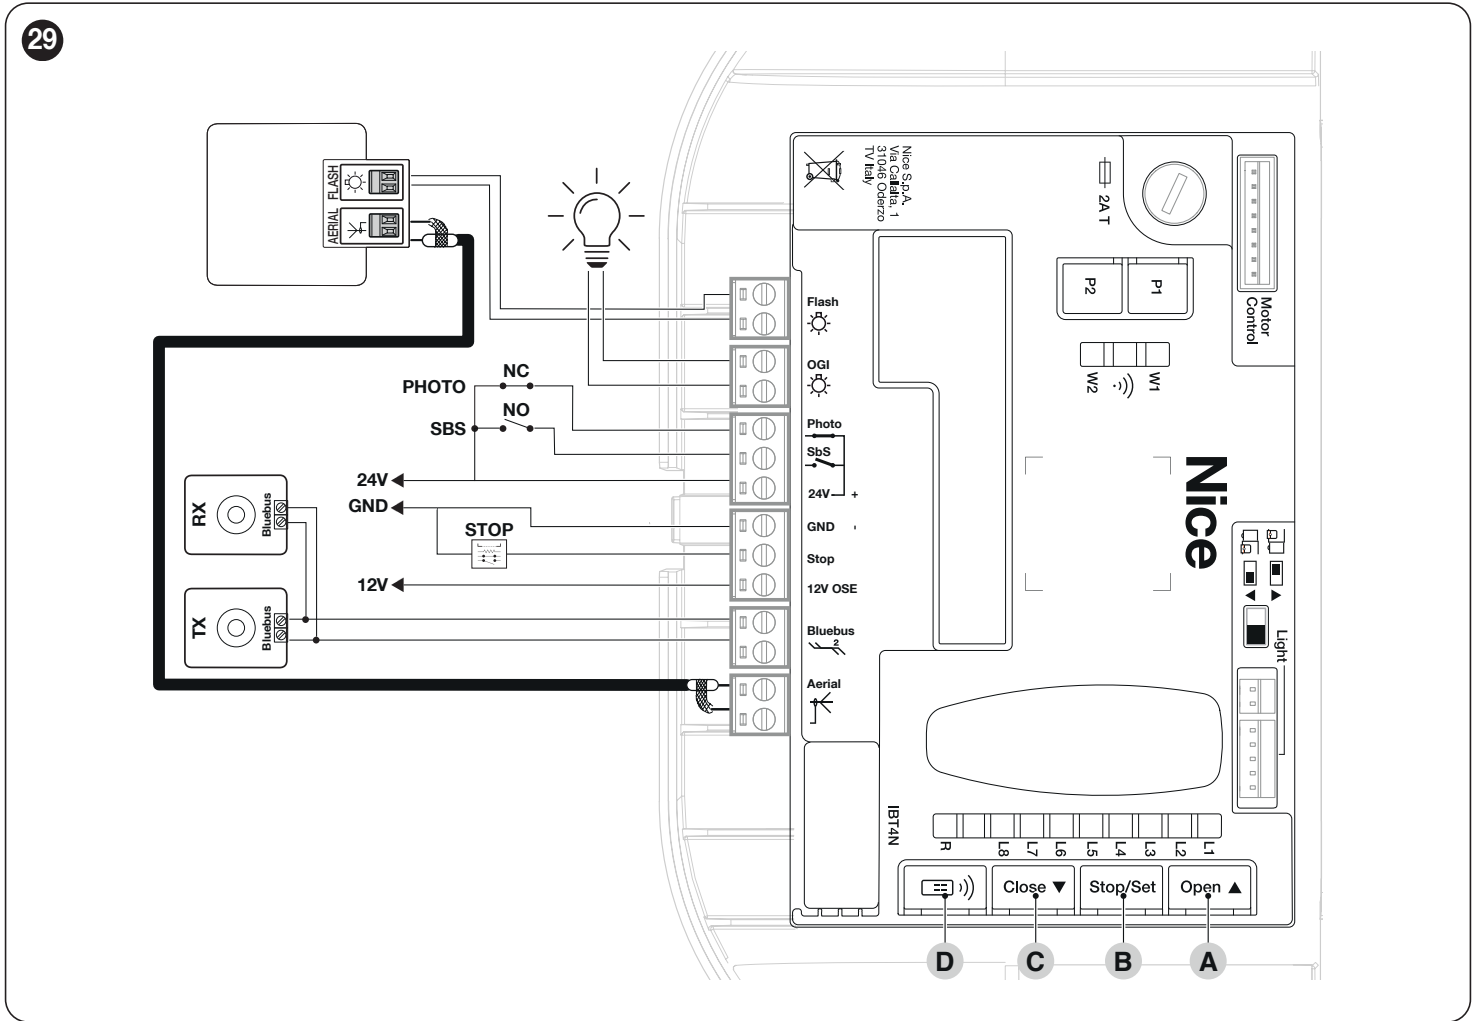 29
FLASH
AERIAL
Nice S.p.A.
Via Callalta, 1
31046 Oderzo
TV Italy
2A T
Motor
Control
P2
P1
W2
W1
Flash
OGI
Photo
SbS
24V +
GND -
Stop
12V OSE
Bluebus
2
Aerial
NC
PHOTO
NO
SBS
24V
GND
STOP
12V
RX
Bluebus
TX
Bluebus
Nice
Light
IBT4N
R
L8
L7
L6
L5
L4
L3
L2
L1
Close ▼
Stop/Set
Open ▲
D
C
B
A